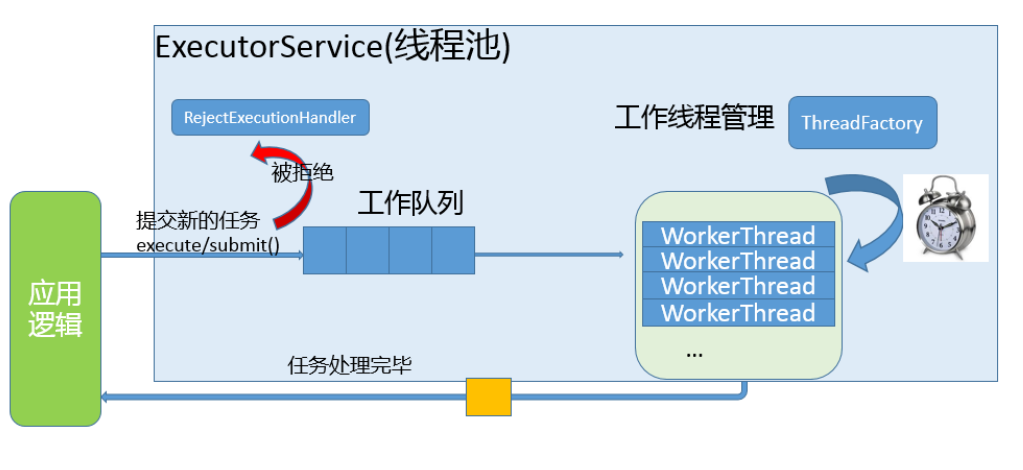 ExecutorService(线程池)
RejectExecutionHandler
工作线程管理
ThreadFactory
被拒绝
提交新的任务
execute/submit()
工作队列
应用
逻辑
WorkerThread
WorkerThread
WorkerThread
WorkerThread
...
任务处理完毕